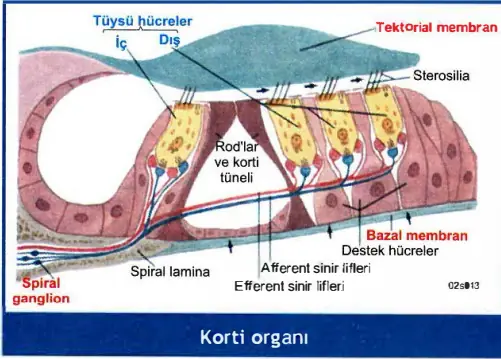 Tüysü hücreler
İç
Dış
Tektorial membran
Sterosilia
Rod'lar
ve korti
tüneli
Bazal membran
Destek hücreler
Spiral lamina
Afferent sinir lifleri
Efferent sinir lifleri
Spiral
ganglion
Korti organı